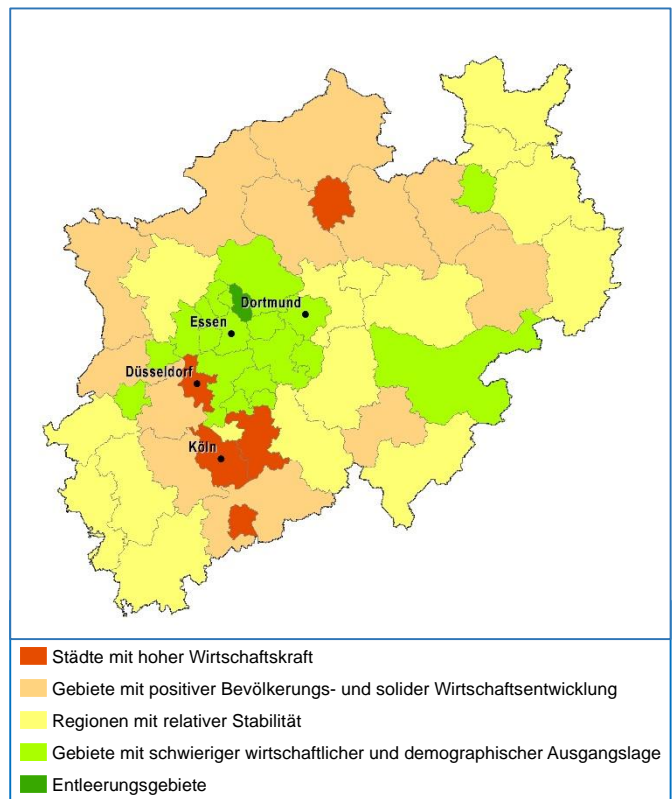 Dortmund
Essen
Düsseldorf
Köln
Städte mit hoher Wirtschaftskraft
Gebiete mit positiver Bevölkerungs- und solider Wirtschaftsentwicklung
Regionen mit relativer Stabilität
Gebiete mit schwieriger wirtschaftlicher und demographischer Ausgangslage
Entleerungsgebiete